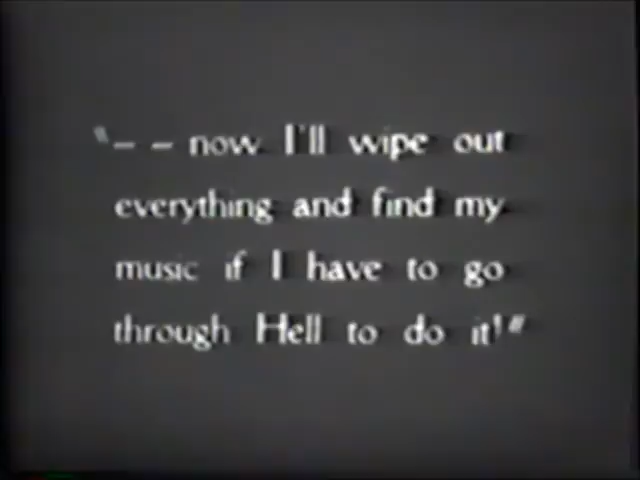 "-- now I'll wipe out
everything and find my
music if I have to go
through Hell to do it!"